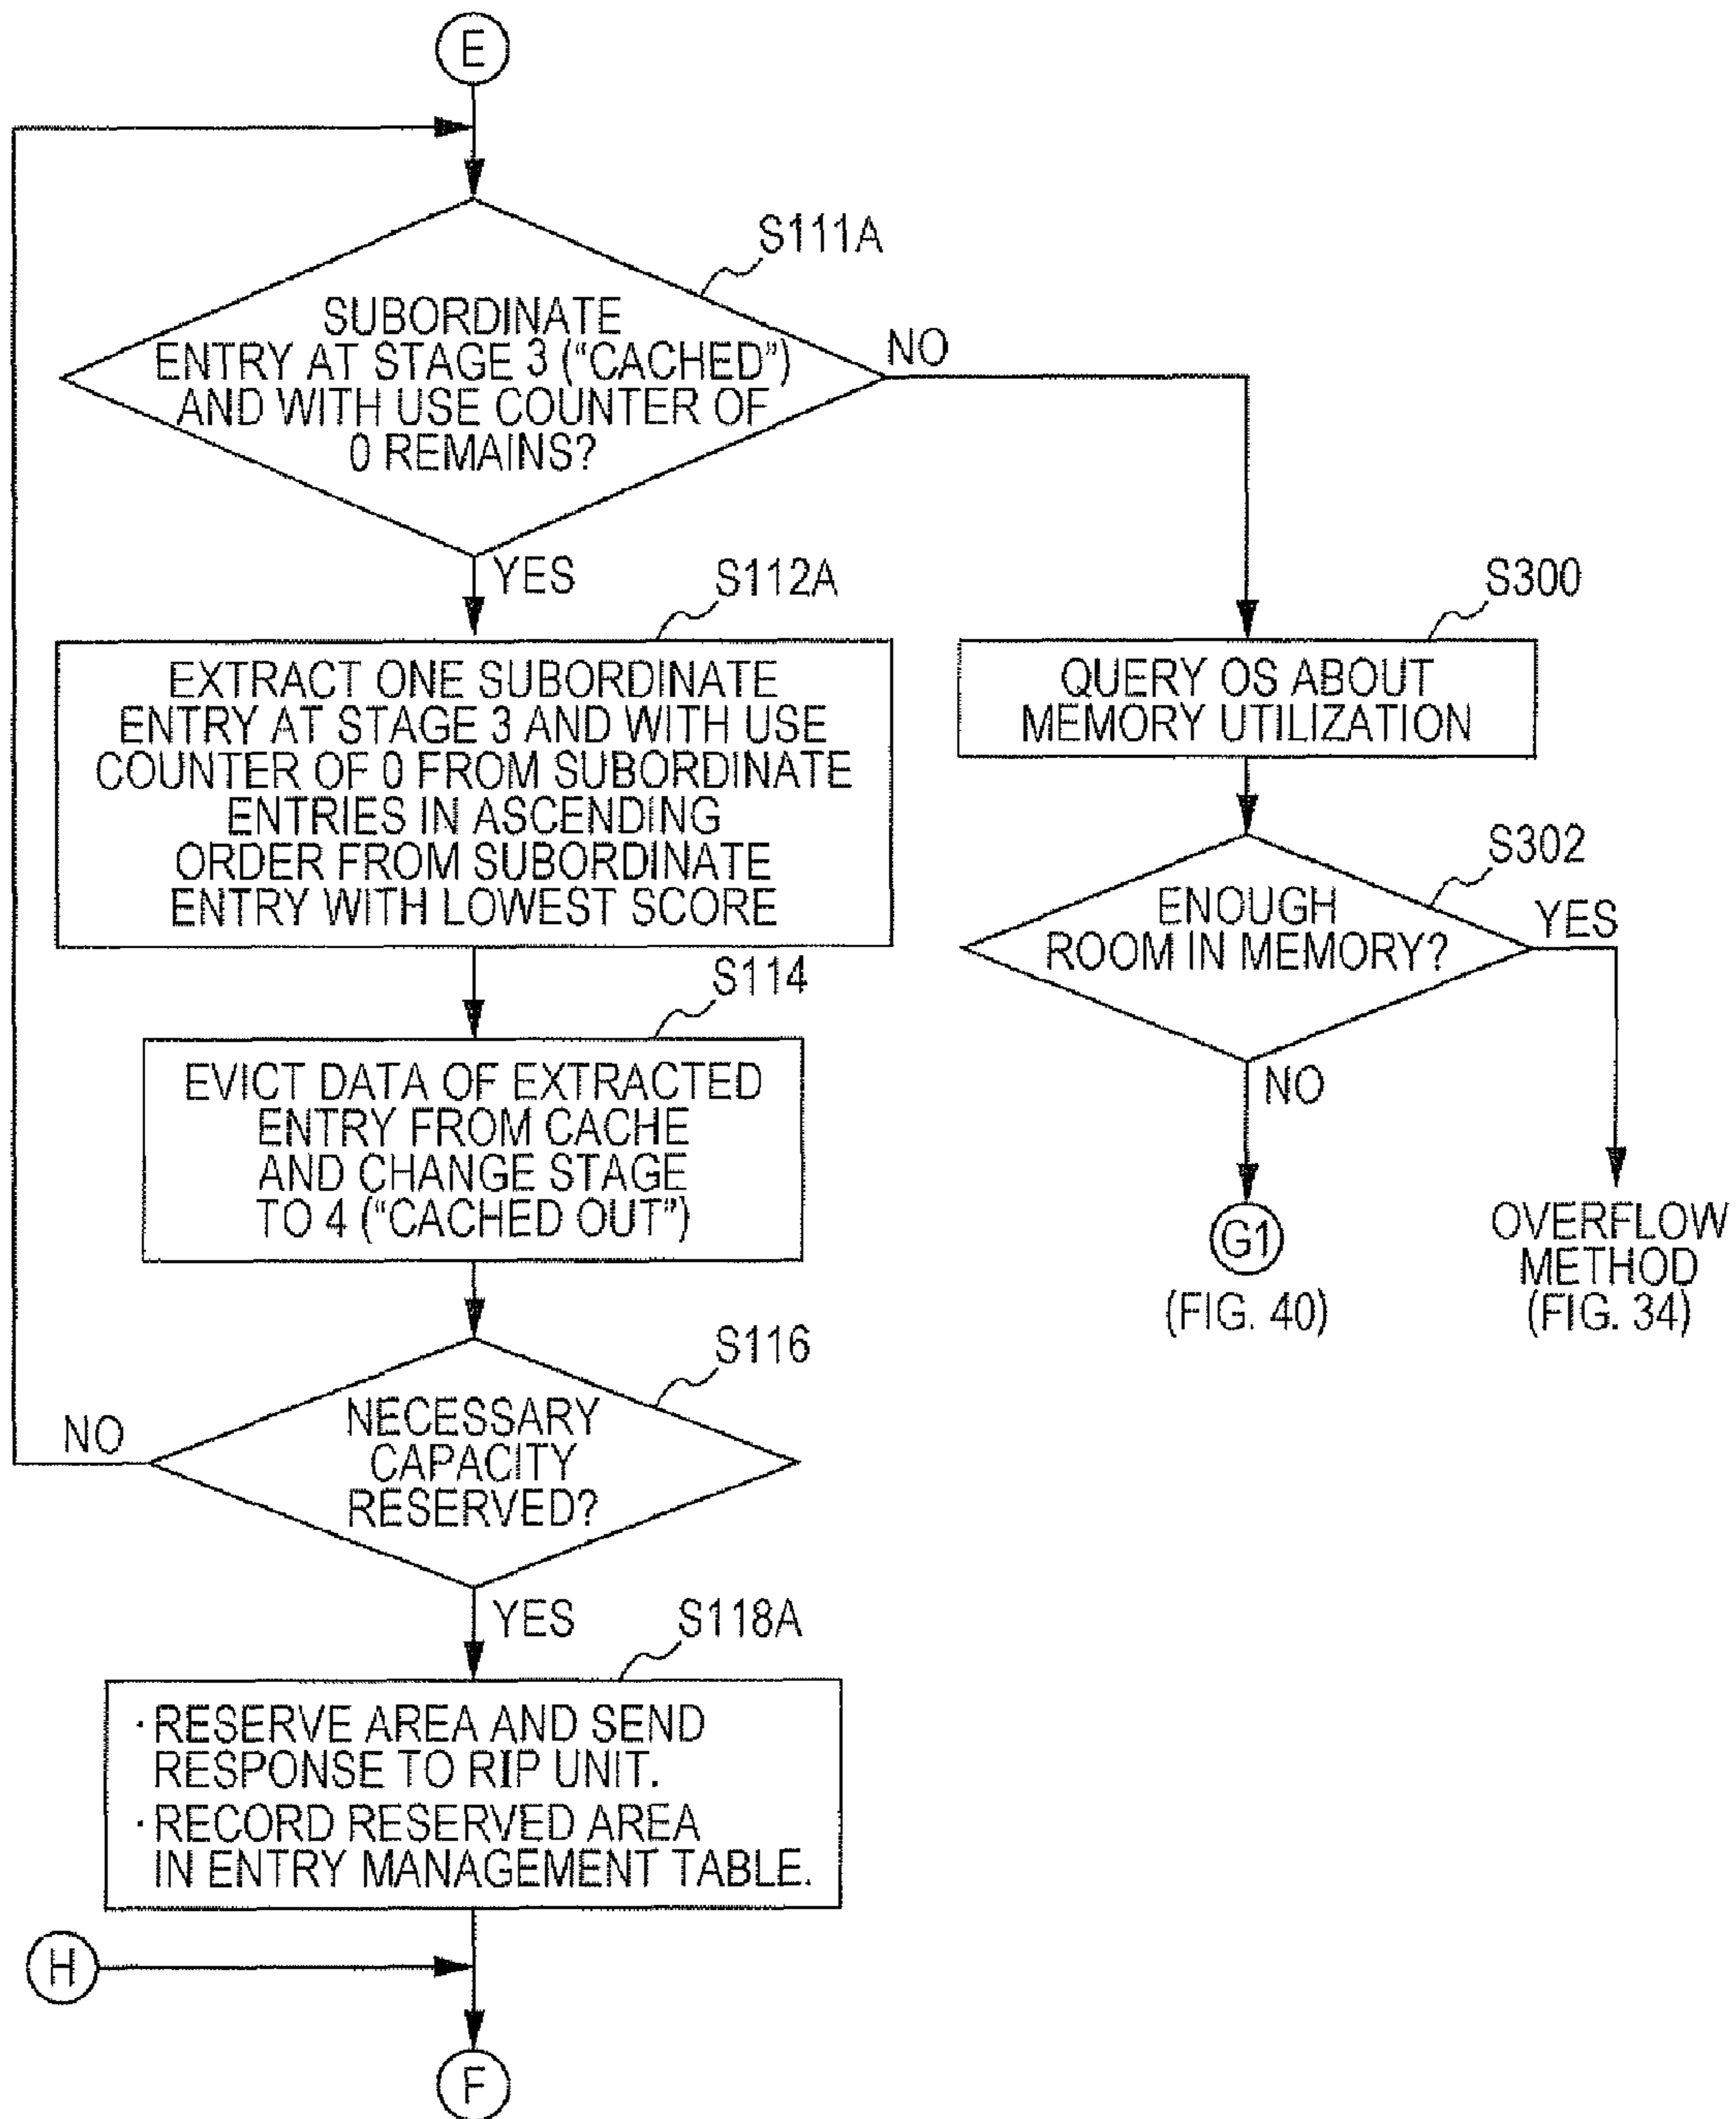 E
S111A
SUBORDINATE
ENTRY AT STAGE 3 (“CACHED”)
AND WITH USE COUNTER OF
0 REMAINS?
NO
YES
S112A
EXTRACT ONE SUBORDINATE
ENTRY AT STAGE 3 AND WITH USE
COUNTER OF 0 FROM SUBORDINATE
ENTRIES IN ASCENDING
ORDER FROM SUBORDINATE
ENTRY WITH LOWEST SCORE
S300
QUERY OS ABOUT
MEMORY UTILIZATION
S302
ENOUGH
ROOM IN MEMORY?
YES
NO
G1
(FIG. 40)
OVERFLOW
METHOD
(FIG. 34)
S114
EVICT DATA OF EXTRACTED
ENTRY FROM CACHE
AND CHANGE STAGE
TO 4 (“CACHED OUT”)
S116
NECESSARY
CAPACITY
RESERVED?
NO
YES
S118A
· RESERVE AREA AND SEND
RESPONSE TO RIP UNIT.
· RECORD RESERVED AREA
IN ENTRY MANAGEMENT TABLE.
H
F